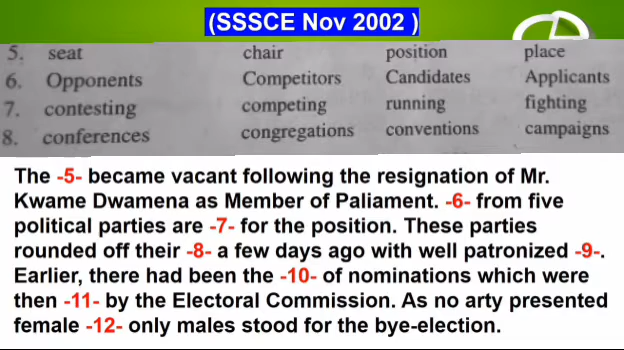 (SSSCE Nov 2002 )
5. seat chair position place
6. Opponents Competitors Candidates Applicants
7. contesting competing running fighting
8. conferences congregations conventions campaigns
The -5- became vacant following the resignation of Mr.
Kwame Dwamena as Member of Paliament. -6- from five
political parties are -7- for the position. These parties
rounded off their -8- a few days ago with well patronized -9-.
Earlier, there had been the -10- of nominations which were
then -11- by the Electoral Commission. As no arty presented
female -12- only males stood for the bye-election.